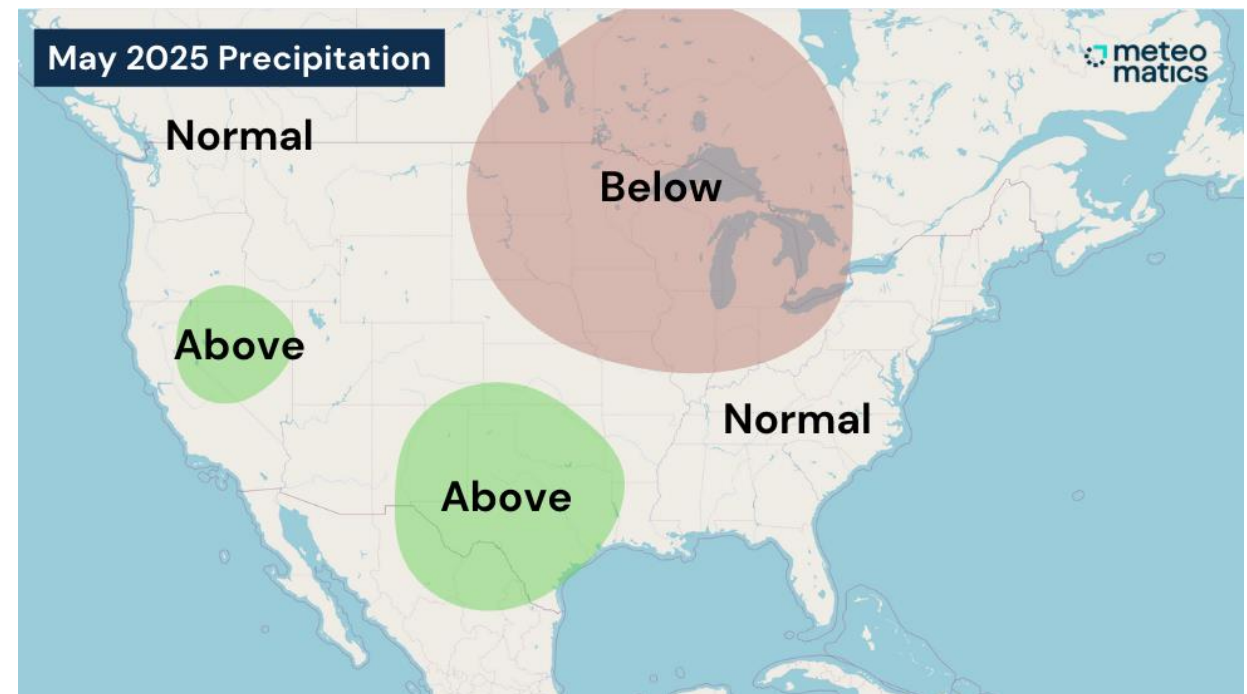 May 2025 Precipitation
meteo
matics
Normal
Below
Above
Normal
Above